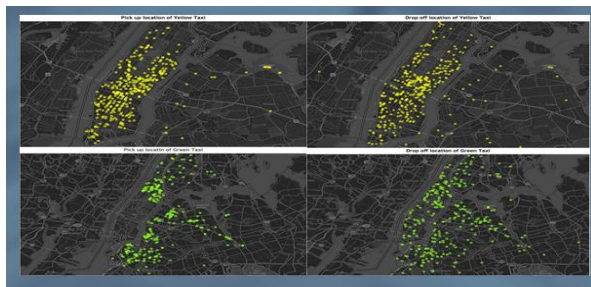 Pick up location of Yellow Taxi
Drop off location of Yellow Taxi
Pick up locatin of Green Taxi
Drop off location of Green Taxi